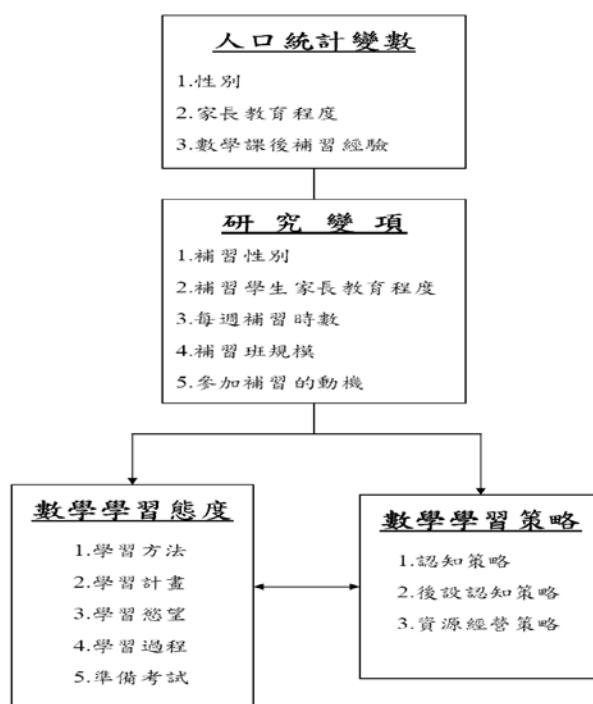 人口統計變數
1.性別
2.家長教育程度
3.數學課後補習經驗
研究變項
1.補習性別
2.補習學生家長教育程度
3.每週補習時數
4.補習班規模
5.參加補習的動機
數學學習態度
1.學習方法
2.學習計畫
3.學習慾望
4.學習過程
5.準備考試
數學學習策略
1.認知策略
2.後設認知策略
3.資源經營策略